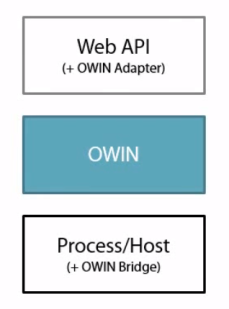 Web API
(+ OWIN Adapter)
OWIN
Process/Host
(+ OWIN Bridge)